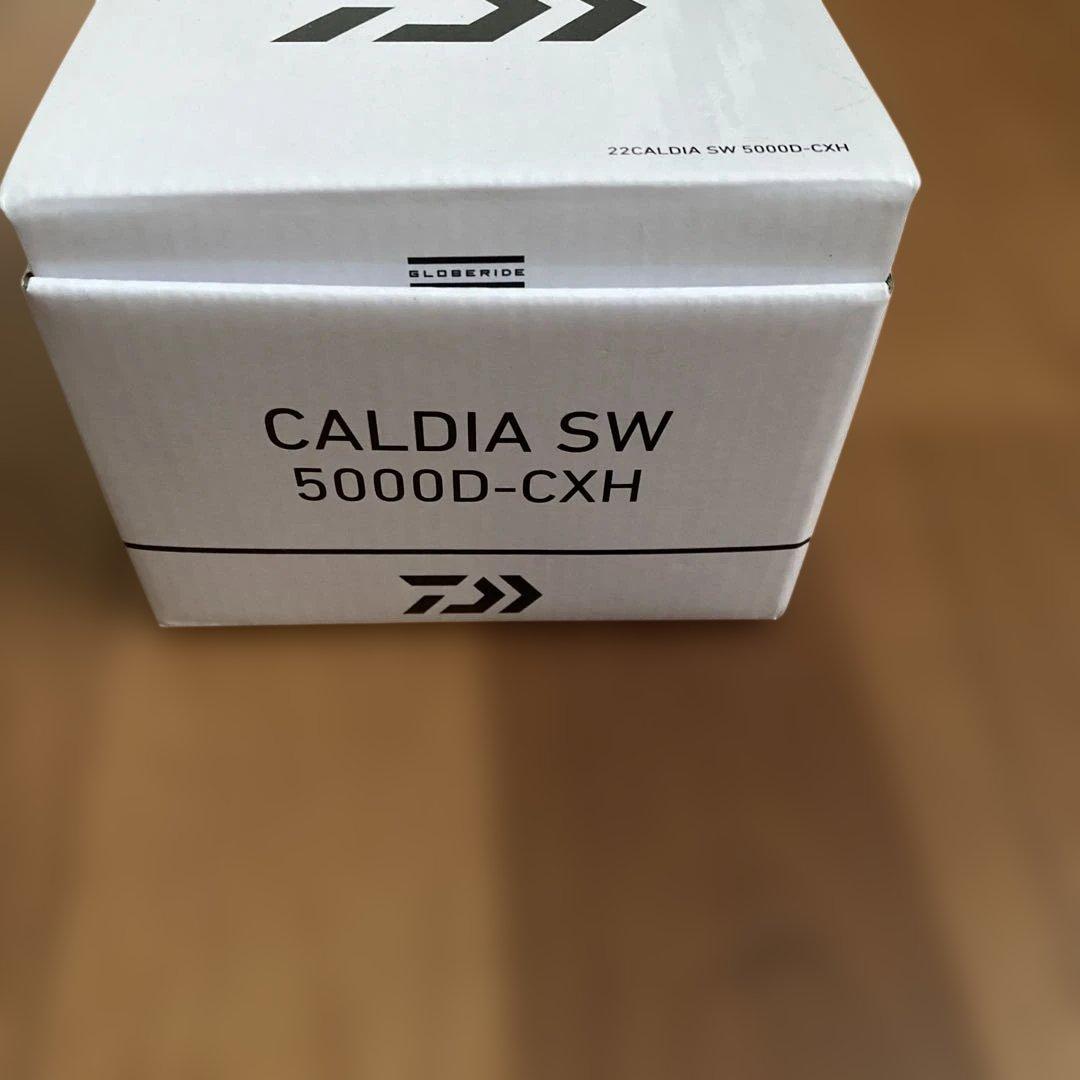 22CALDIA SW 5000D-CXH
GLOBERIDE
CALDIA SW
5000D-CXH